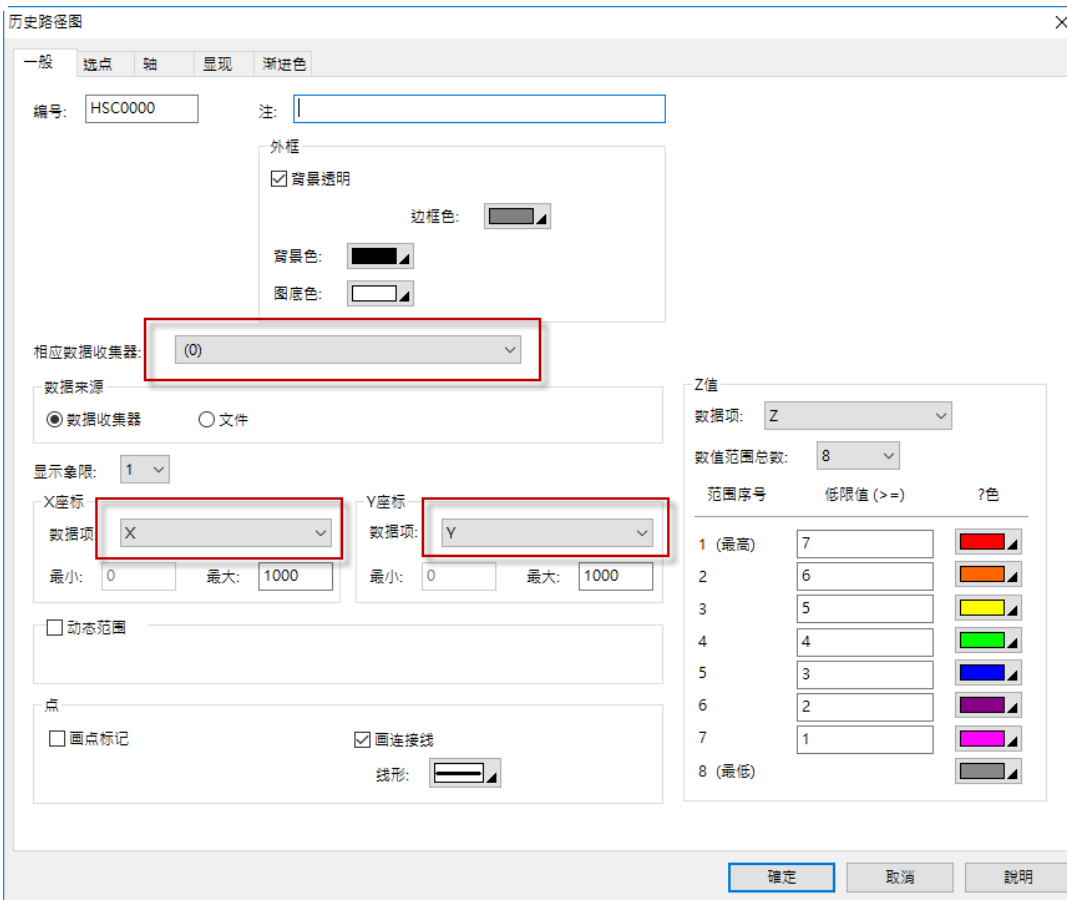 历史路径图
一般 选点 轴 显现 渐进色
编号: HSC0000 注:
外框
背景透明
边框色:
背景色:
图底色:
相应数据收集器: (0)
数据来源
数据收集器 文件
显示象限: 1
X座标
数据项 X
最小: 0 最大: 1000
Y座标
数据项: Y
最小: 0 最大: 1000
动态范围
点
画点标记 画连接线
线形:
Z值
数据项: Z
数值范围总数: 8
范围序号 低限值 (>=) ?色
1 (最高) 7
2 6
3 5
4 4
5 3
6 2
7 1
8 (最低)
確定 取消 說明